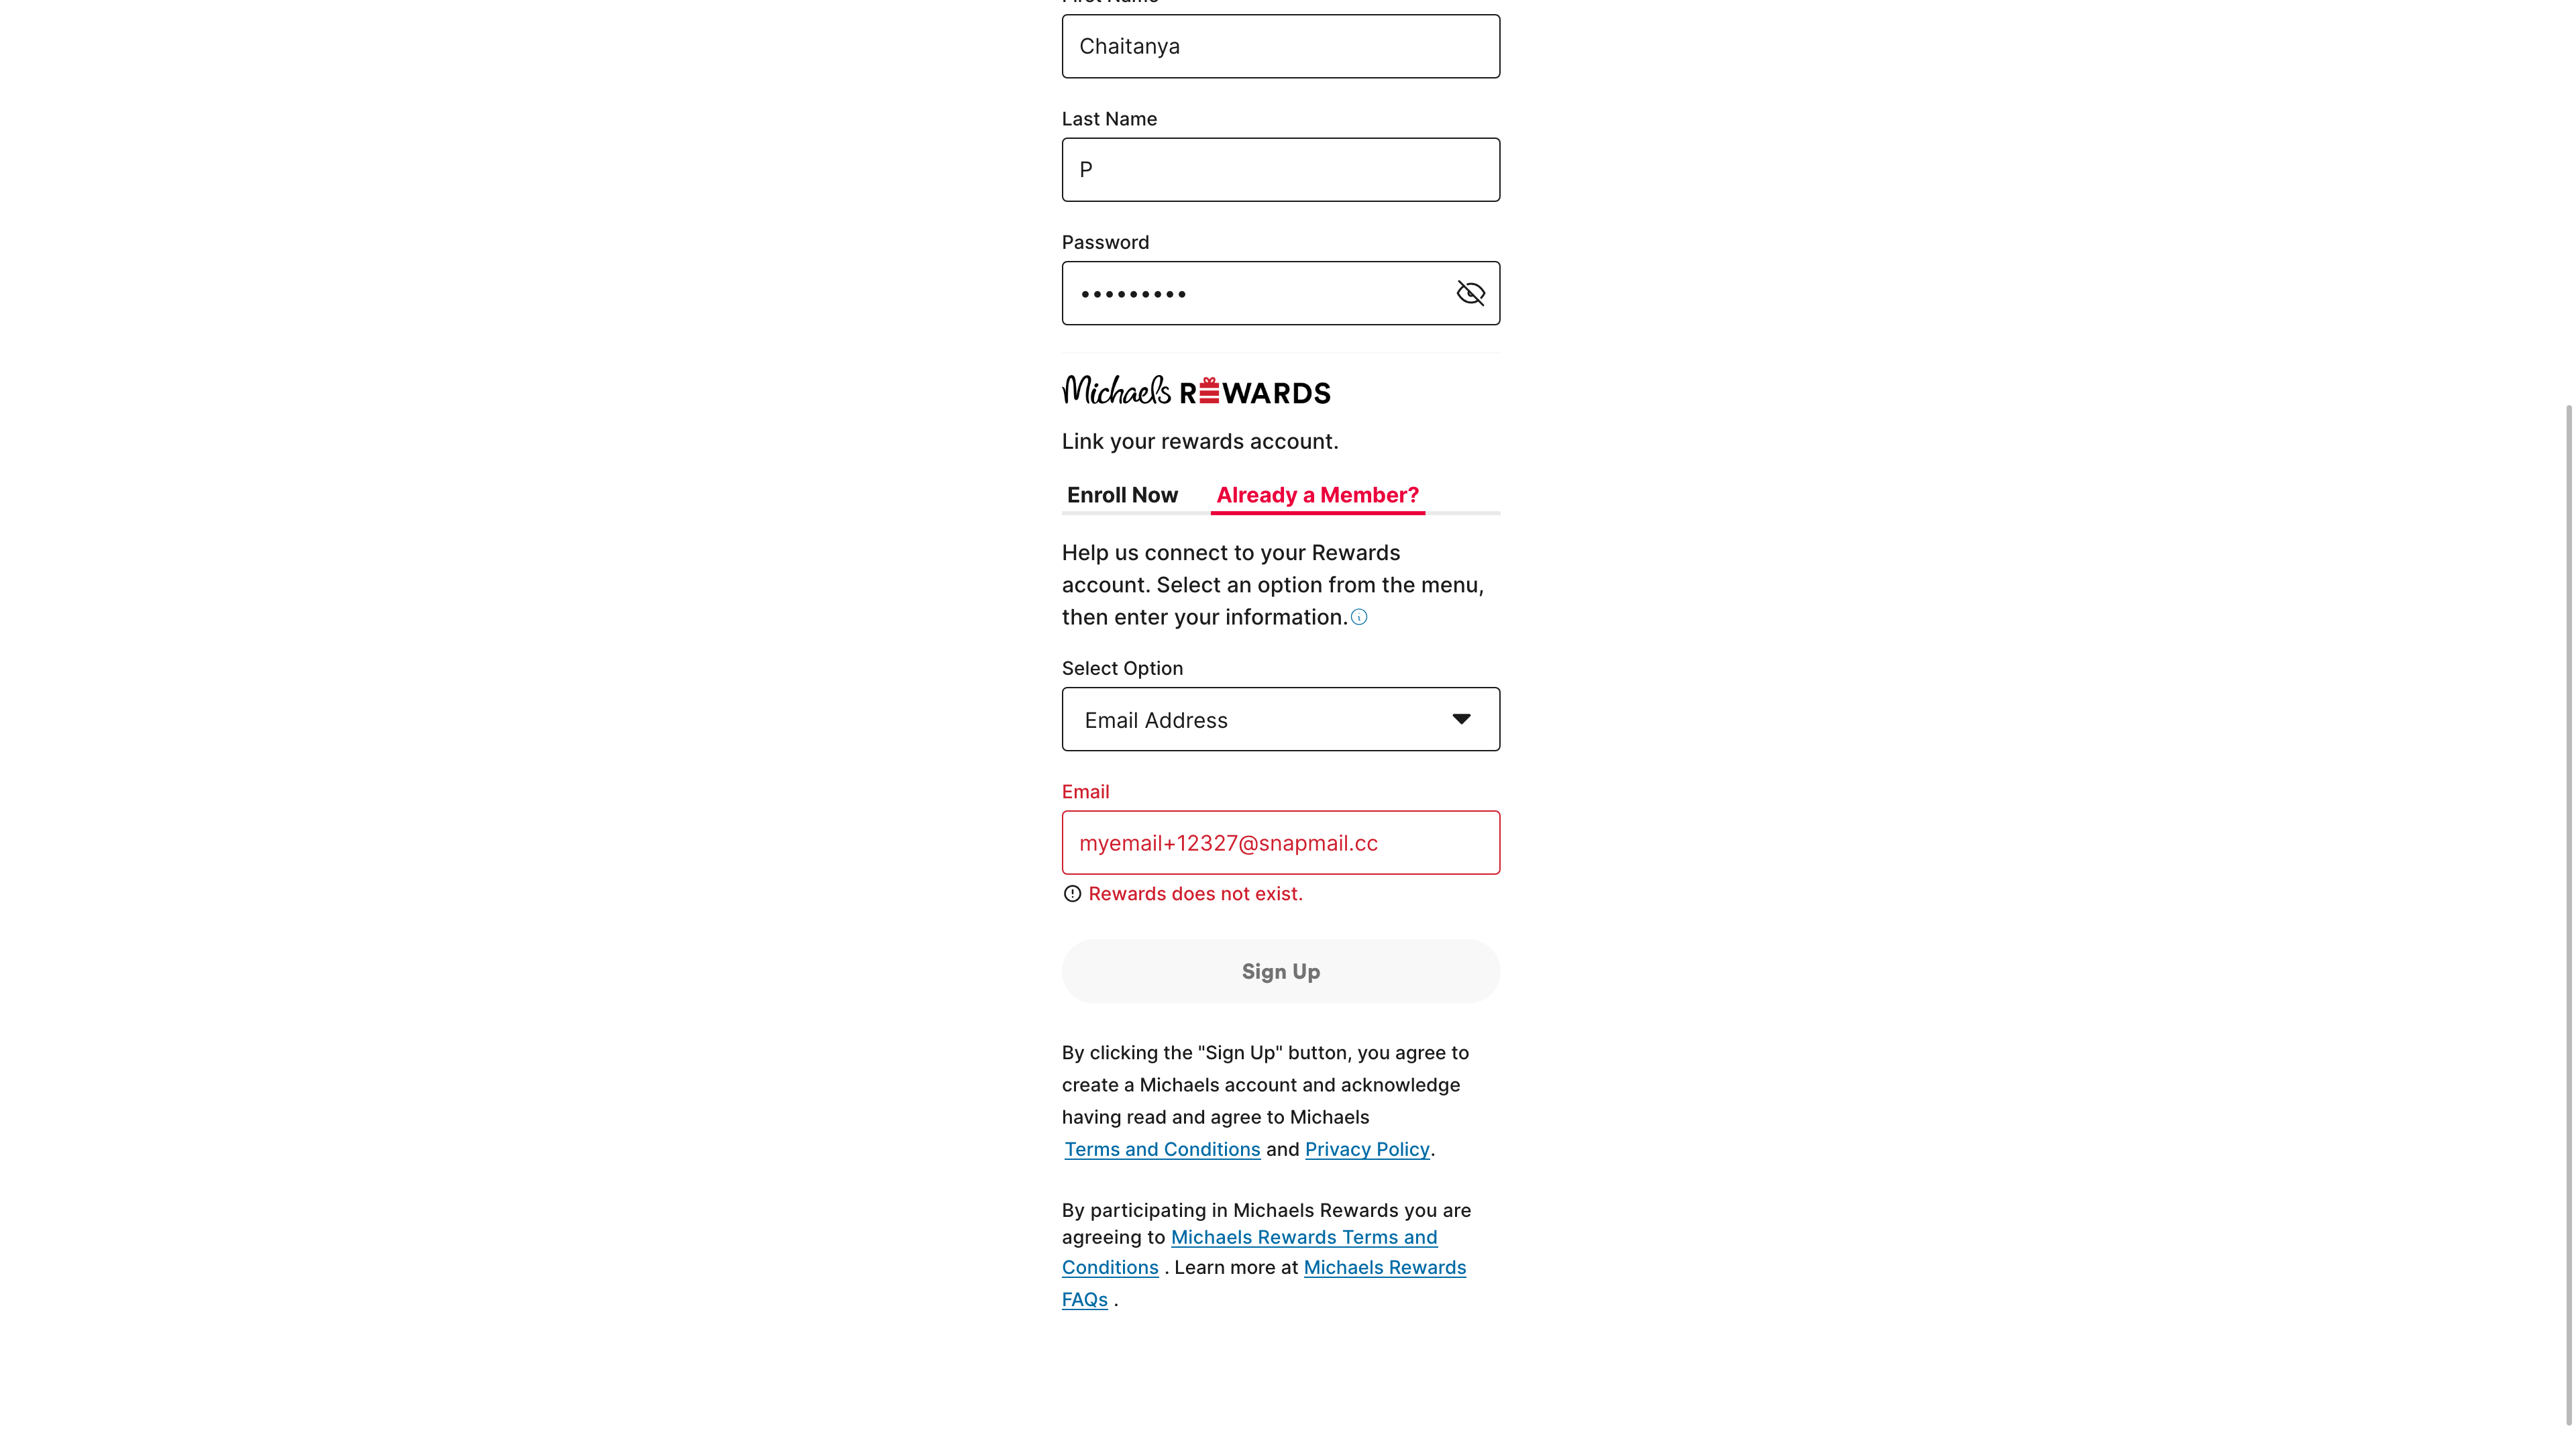 First Name
Chaitanya
Last Name
P
Password
•••••••••
Michaels REWARDS
Link your rewards account.
Enroll Now Already a Member?
Help us connect to your Rewards
account. Select an option from the menu,
then enter your information.
Select Option
Email Address
Email
myemail+12327@snapmail.cc
Rewards does not exist.
Sign Up
By clicking the "Sign Up" button, you agree to
create a Michaels account and acknowledge
having read and agree to Michaels
Terms and Conditions and Privacy Policy.
By participating in Michaels Rewards you are
agreeing to Michaels Rewards Terms and
Conditions . Learn more at Michaels Rewards
FAQs .